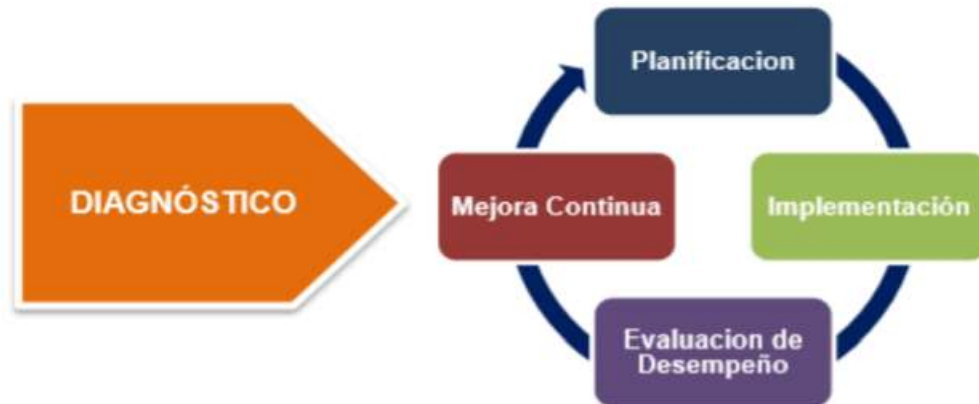 DIAGNÓSTICO
Planificacion
Mejora Continua
Implementación
Evaluacion de
Desempeño